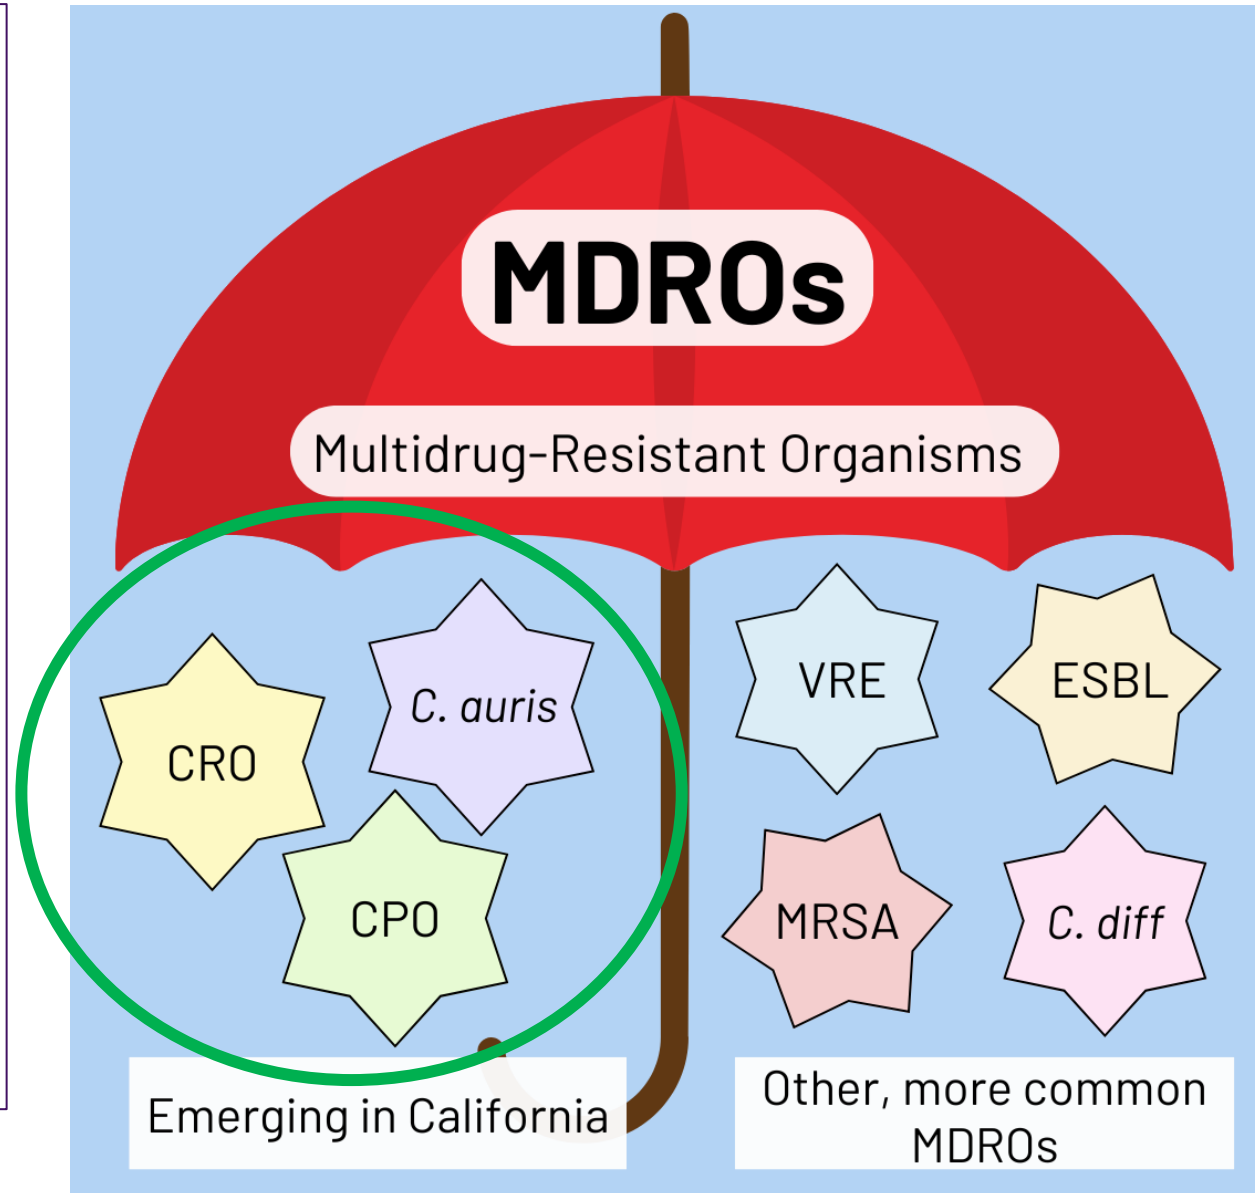 MDROs
Multidrug-Resistant Organisms
CRO
C. auris
CPO
VRE
ESBL
MRSA
C. diff
Emerging in California
Other, more common
MDROs